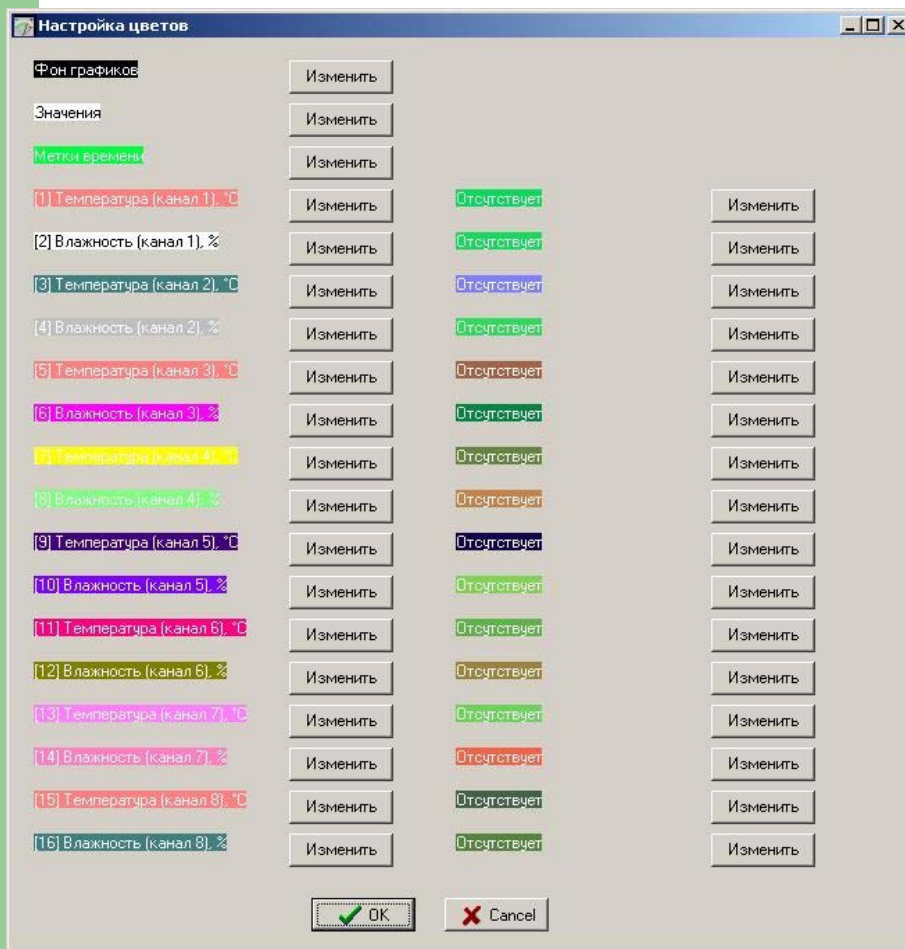 Настройка цветов
Фон графиков Изменить
Значения Изменить
Метки времени Изменить
[1] Температура (канал 1), °C Изменить Отсутствует Изменить
[2] Влажность (канал 1), % Изменить Отсутствует Изменить
[3] Температура (канал 2), °C Изменить Отсутствует Изменить
[4] Влажность (канал 2), % Изменить Отсутствует Изменить
[5] Температура (канал 3), °C Изменить Отсутствует Изменить
[6] Влажность (канал 3), % Изменить Отсутствует Изменить
[7] Температура (канал 4), °C Изменить Отсутствует Изменить
[8] Влажность (канал 4), % Изменить Отсутствует Изменить
[9] Температура (канал 5), °C Изменить Отсутствует Изменить
[10] Влажность (канал 5), % Изменить Отсутствует Изменить
[11] Температура (канал 6), °C Изменить Отсутствует Изменить
[12] Влажность (канал 6), % Изменить Отсутствует Изменить
[13] Температура (канал 7), °C Изменить Отсутствует Изменить
[14] Влажность (канал 7), % Изменить Отсутствует Изменить
[15] Температура (канал 8), °C Изменить Отсутствует Изменить
[16] Влажность (канал 8), % Изменить Отсутствует Изменить
OK Cancel